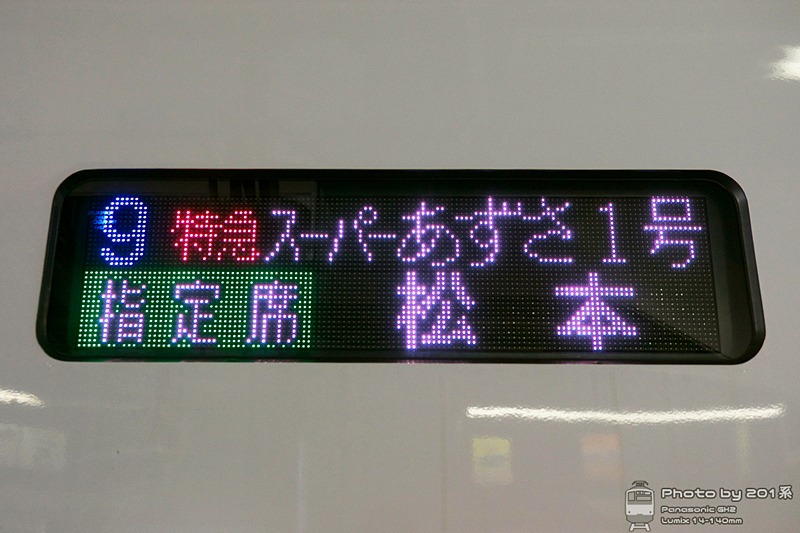 9 特急スーパーあずさ1号
指定席 松本
Photo by 201系
Panasonic GH2
Lumix 14-140mm